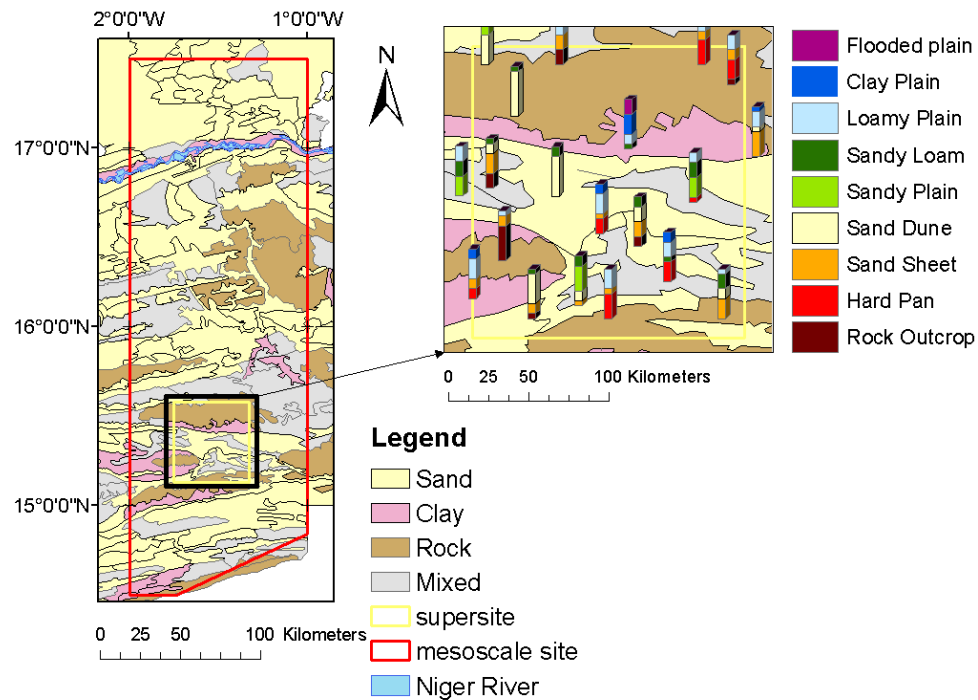 2°0'0"W
1°0'0"W
N
17°0'0"N
16°0'0"N
15°0'0"N
0 25 50 100 Kilometers
Flooded plain
Clay Plain
Loamy Plain
Sandy Loam
Sandy Plain
Sand Dune
Sand Sheet
Hard Pan
Rock Outcrop
0 25 50 100 Kilometers
Legend
Sand
Clay
Rock
Mixed
supersite
mesoscale site
Niger River